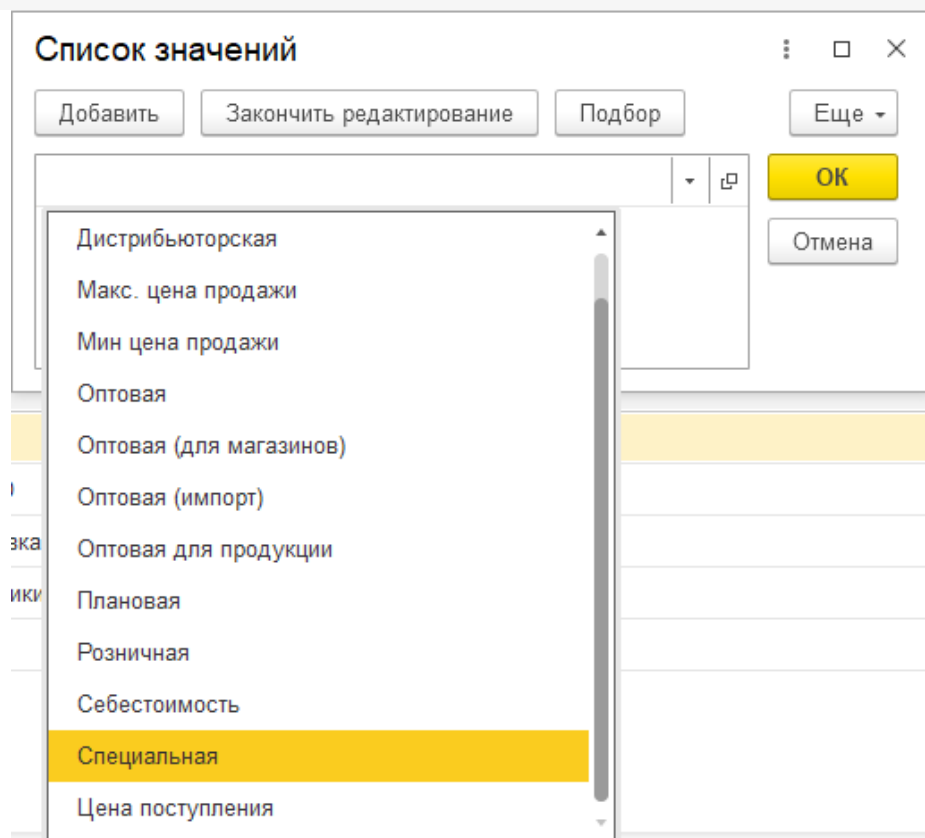 Список значений
Добавить Закончить редактирование Подбор Еще
ОК
Отмена
Дистрибьюторская
Макс. цена продажи
Мин цена продажи
Оптовая
Оптовая (для магазинов)
Оптовая (импорт)
Оптовая для продукции
Плановая
Розничная
Себестоимость
Специальная
Цена поступления